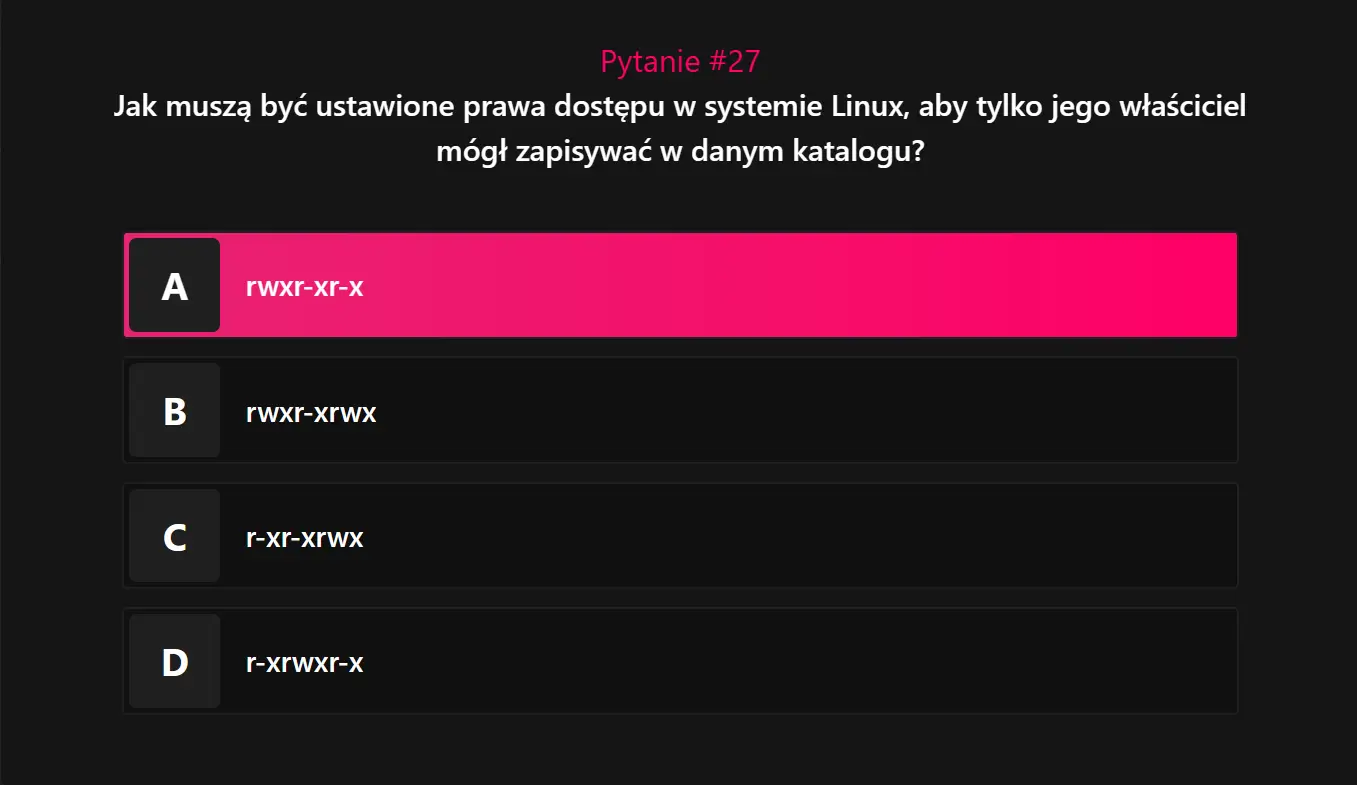 Pytanie #27
Jak muszą być ustawione prawa dostępu w systemie Linux, aby tylko jego właściciel
mógł zapisywać w danym katalogu?
A rwxr-xr-x
B rwxr-xrwx
C r-xr-xrwx
D r-xrwxr-x